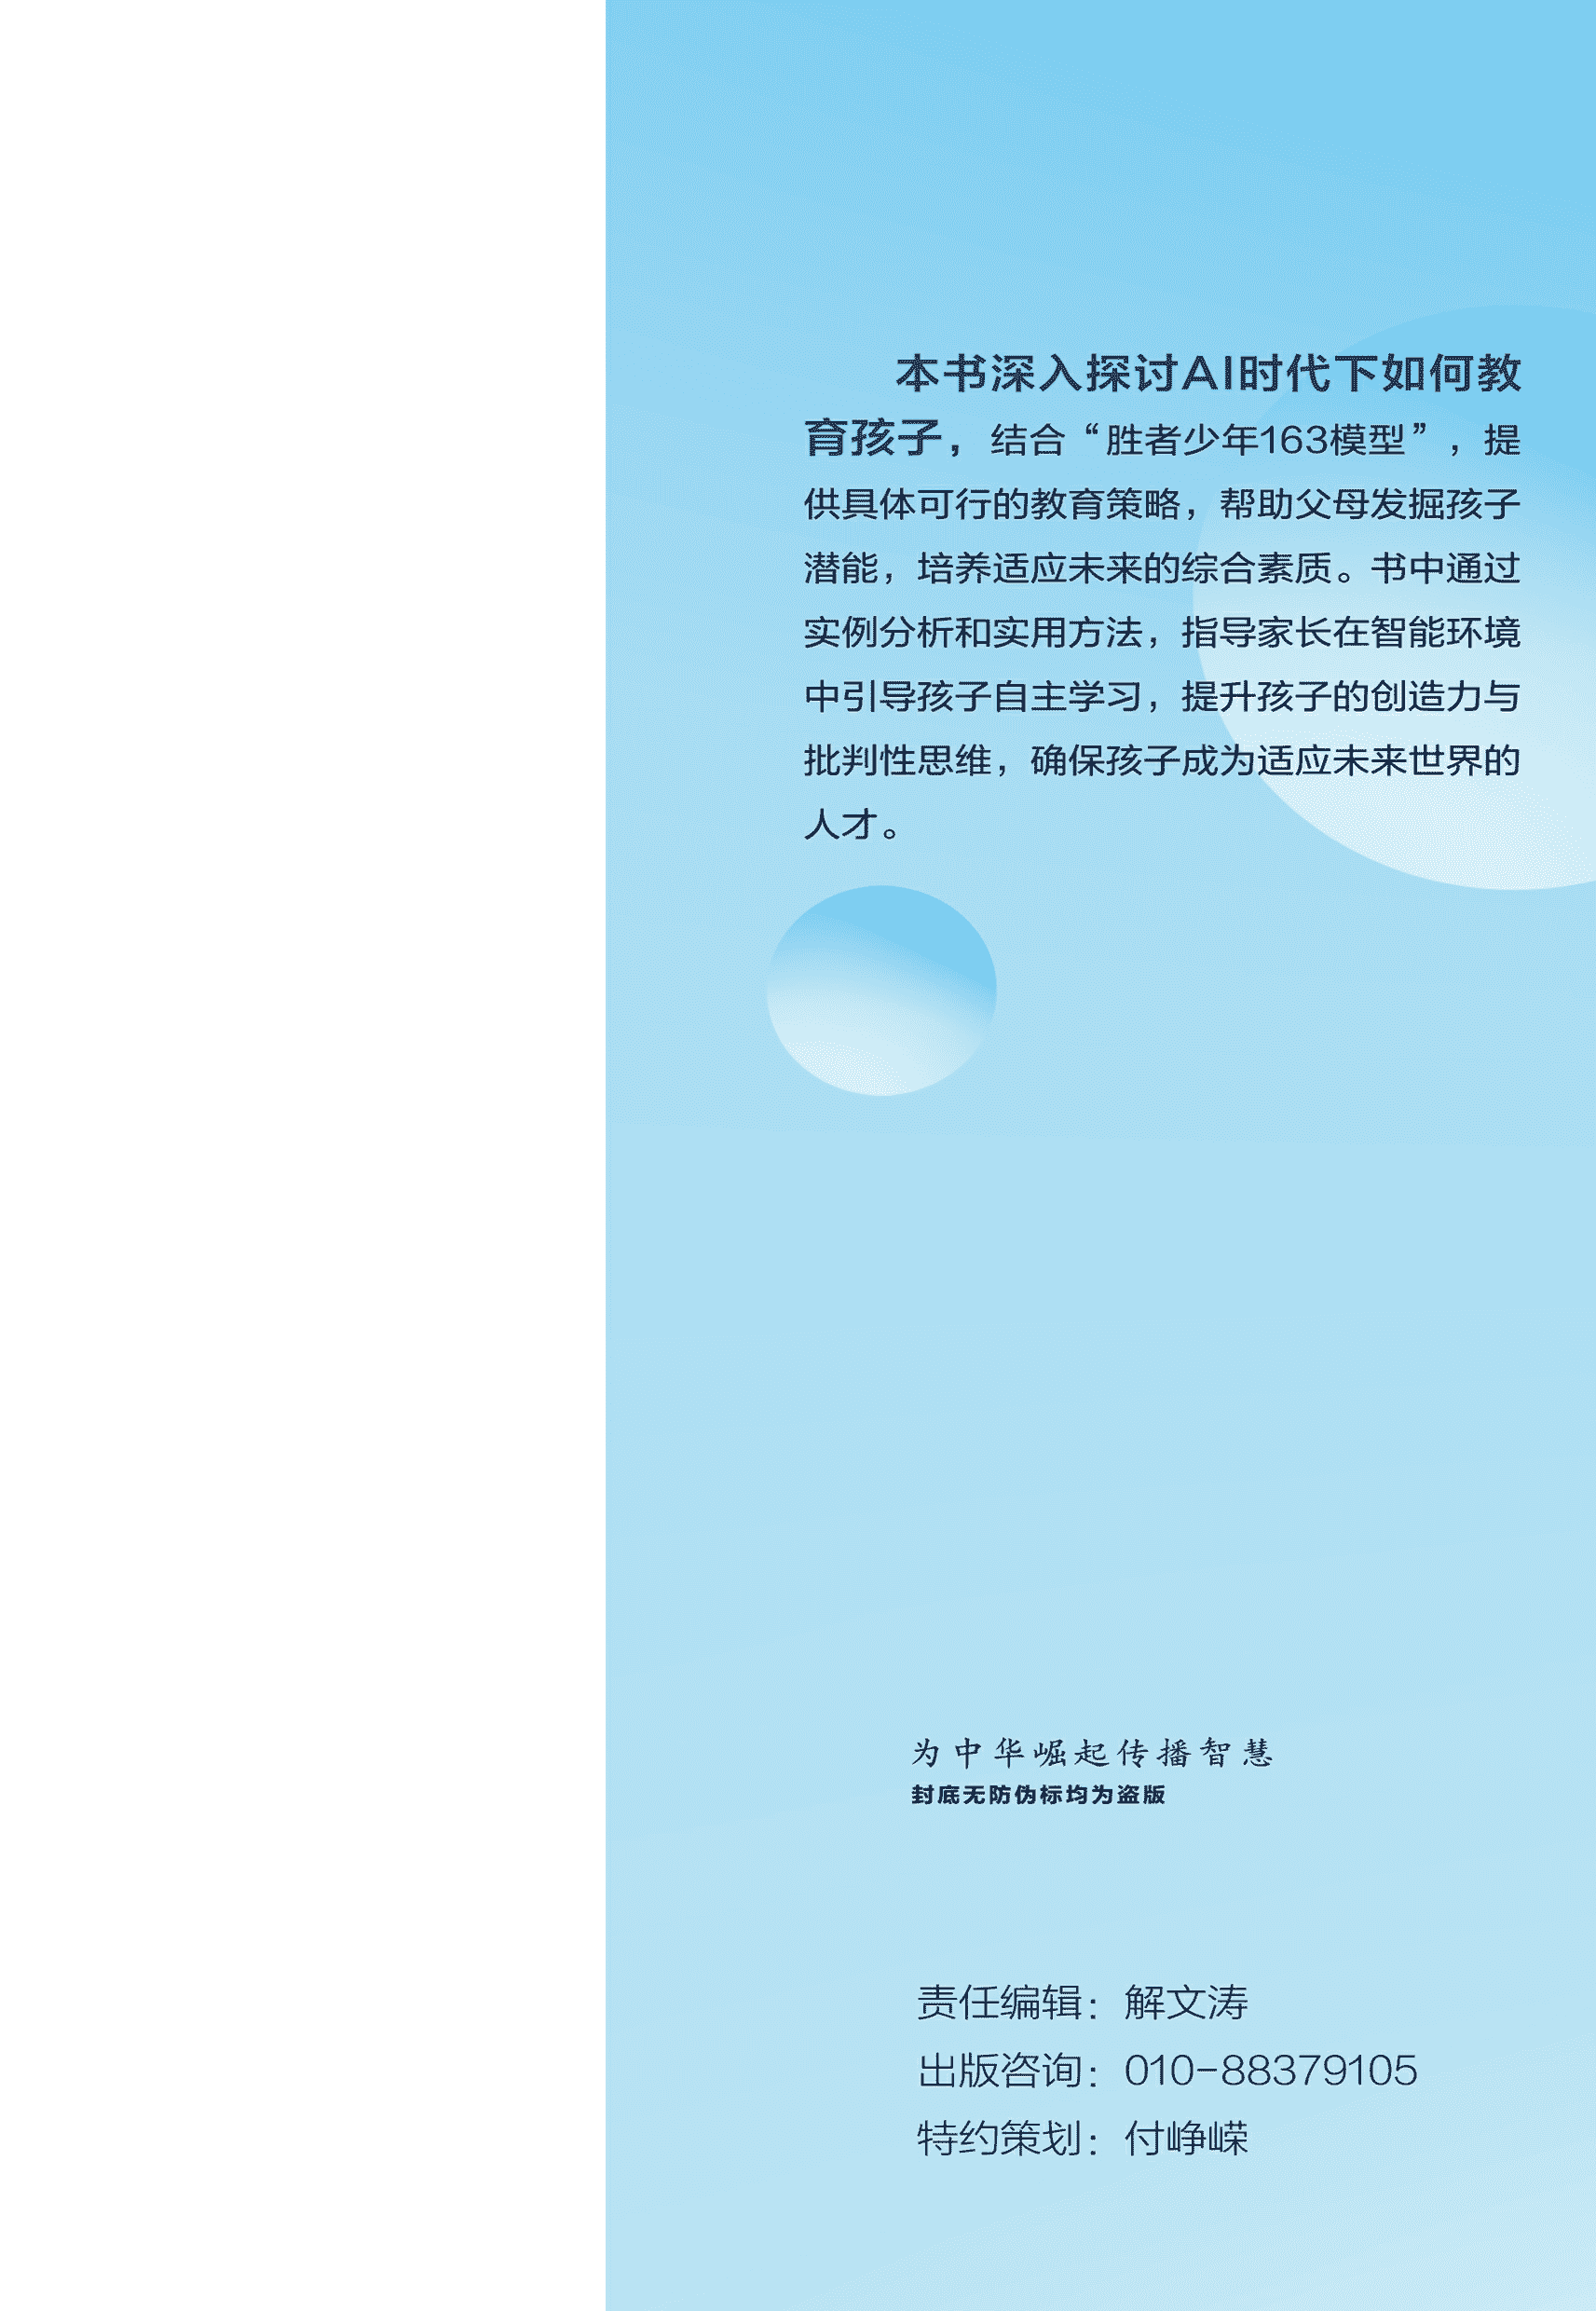 本书深入探讨AI时代下如何教
育孩子，结合“胜者少年163模型”，提
供具体可行的教育策略，帮助父母发掘孩子
潜能，培养适应未来的综合素质。书中通过
实例分析和实用方法，指导家长在智能环境
中引导孩子自主学习，提升孩子的创造力与
批判性思维，确保孩子成为适应未来世界的
人才。
为中华崛起传播智慧
封底无防伪标均为盗版
责任编辑：解文涛
出版咨询：010-88379105
特约策划：付峥嵘